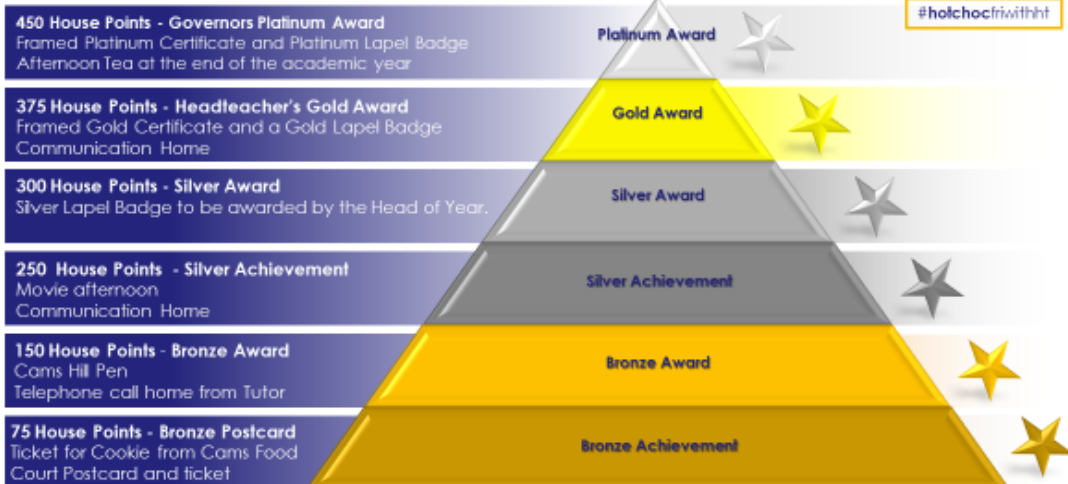 #hotchocfriwithht
450 House Points - Governors Platinum Award
Framed Platinum Certificate and Platinum Lapel Badge
Afternoon Tea at the end of the academic year
Platinum Award
375 House Points - Headteacher's Gold Award
Framed Gold Certificate and a Gold Lapel Badge
Communication Home
Gold Award
300 House Points - Silver Award
Silver Lapel Badge to be awarded by the Head of Year.
Silver Award
250 House Points - Silver Achievement
Movie afternoon
Communication Home
Silver Achievement
150 House Points - Bronze Award
Cams Hill Pen
Telephone call home from Tutor
Bronze Award
75 House Points - Bronze Postcard
Ticket for Cookie from Cams Food
Court Postcard and ticket
Bronze Achievement